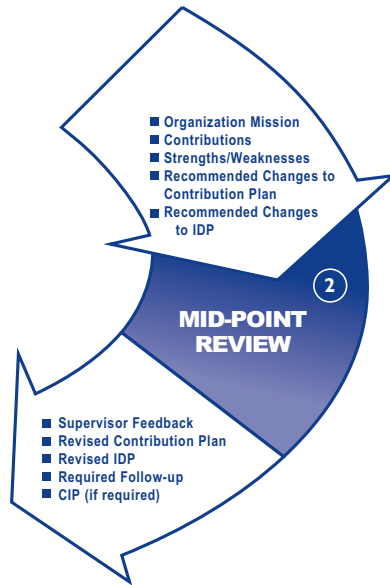 ■ Organization Mission
■ Contributions
■ Strengths/Weaknesses
■ Recommended Changes to
Contribution Plan
■ Recommended Changes
to IDP
2
MID-POINT
REVIEW
■ Supervisor Feedback
■ Revised Contribution Plan
■ Revised IDP
■ Required Follow-up
■ CIP (if required)